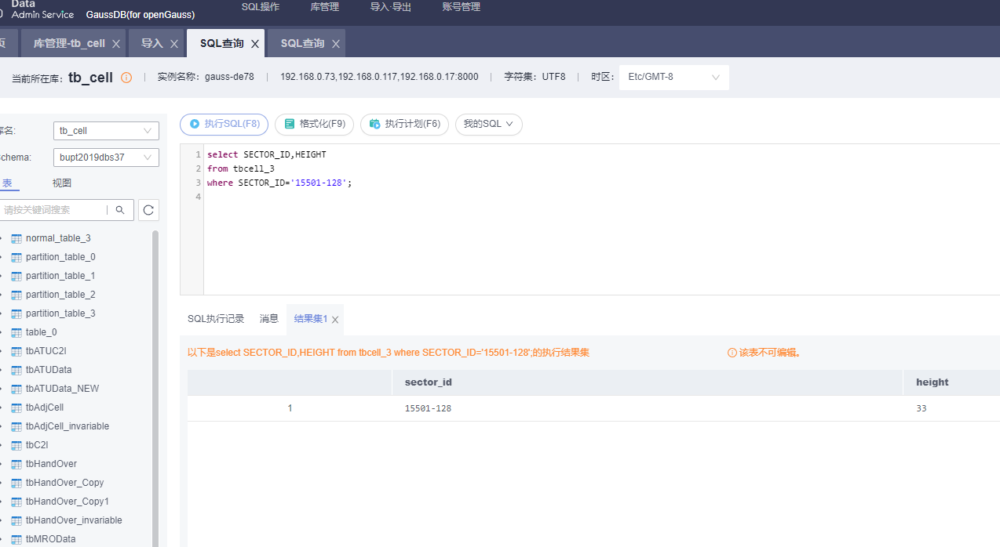 Data
Admin Service GaussDB(for openGauss) SQL操作 库管理 导入·导出 账号管理
页 库管理-tb_cell 导入 SQL查询 SQL查询
当前所在库: tb_cell 实例名称: gauss-de78 192.168.0.73,192.168.0.117,192.168.0.17:8000 字符集: UTF8 时区: Etc/GMT-8
库名: tb_cell
chema: bupt2019dbs37
表 视图
请按关键词搜索
normal_table_3
partition_table_0
partition_table_1
partition_table_2
partition_table_3
table_0
tbATUC2I
tbATUData
tbATUData_NEW
tbAdjCell
tbAdjCell_invariable
tbC2I
tbHandOver
tbHandOver_Copy
tbHandOver_Copy1
tbHandOver_invariable
tbMROData
执行SQL(F8) 格式化(F9) 执行计划(F6) 我的SQL
1 select SECTOR_ID,HEIGHT
2 from tbcell_3
3 where SECTOR_ID='15501-128';
4
SQL执行记录 消息 结果集1
以下是select SECTOR_ID,HEIGHT from tbcell_3 where SECTOR_ID='15501-128';的执行结果集 该表不可编辑。
sector_id height
1 15501-128 33